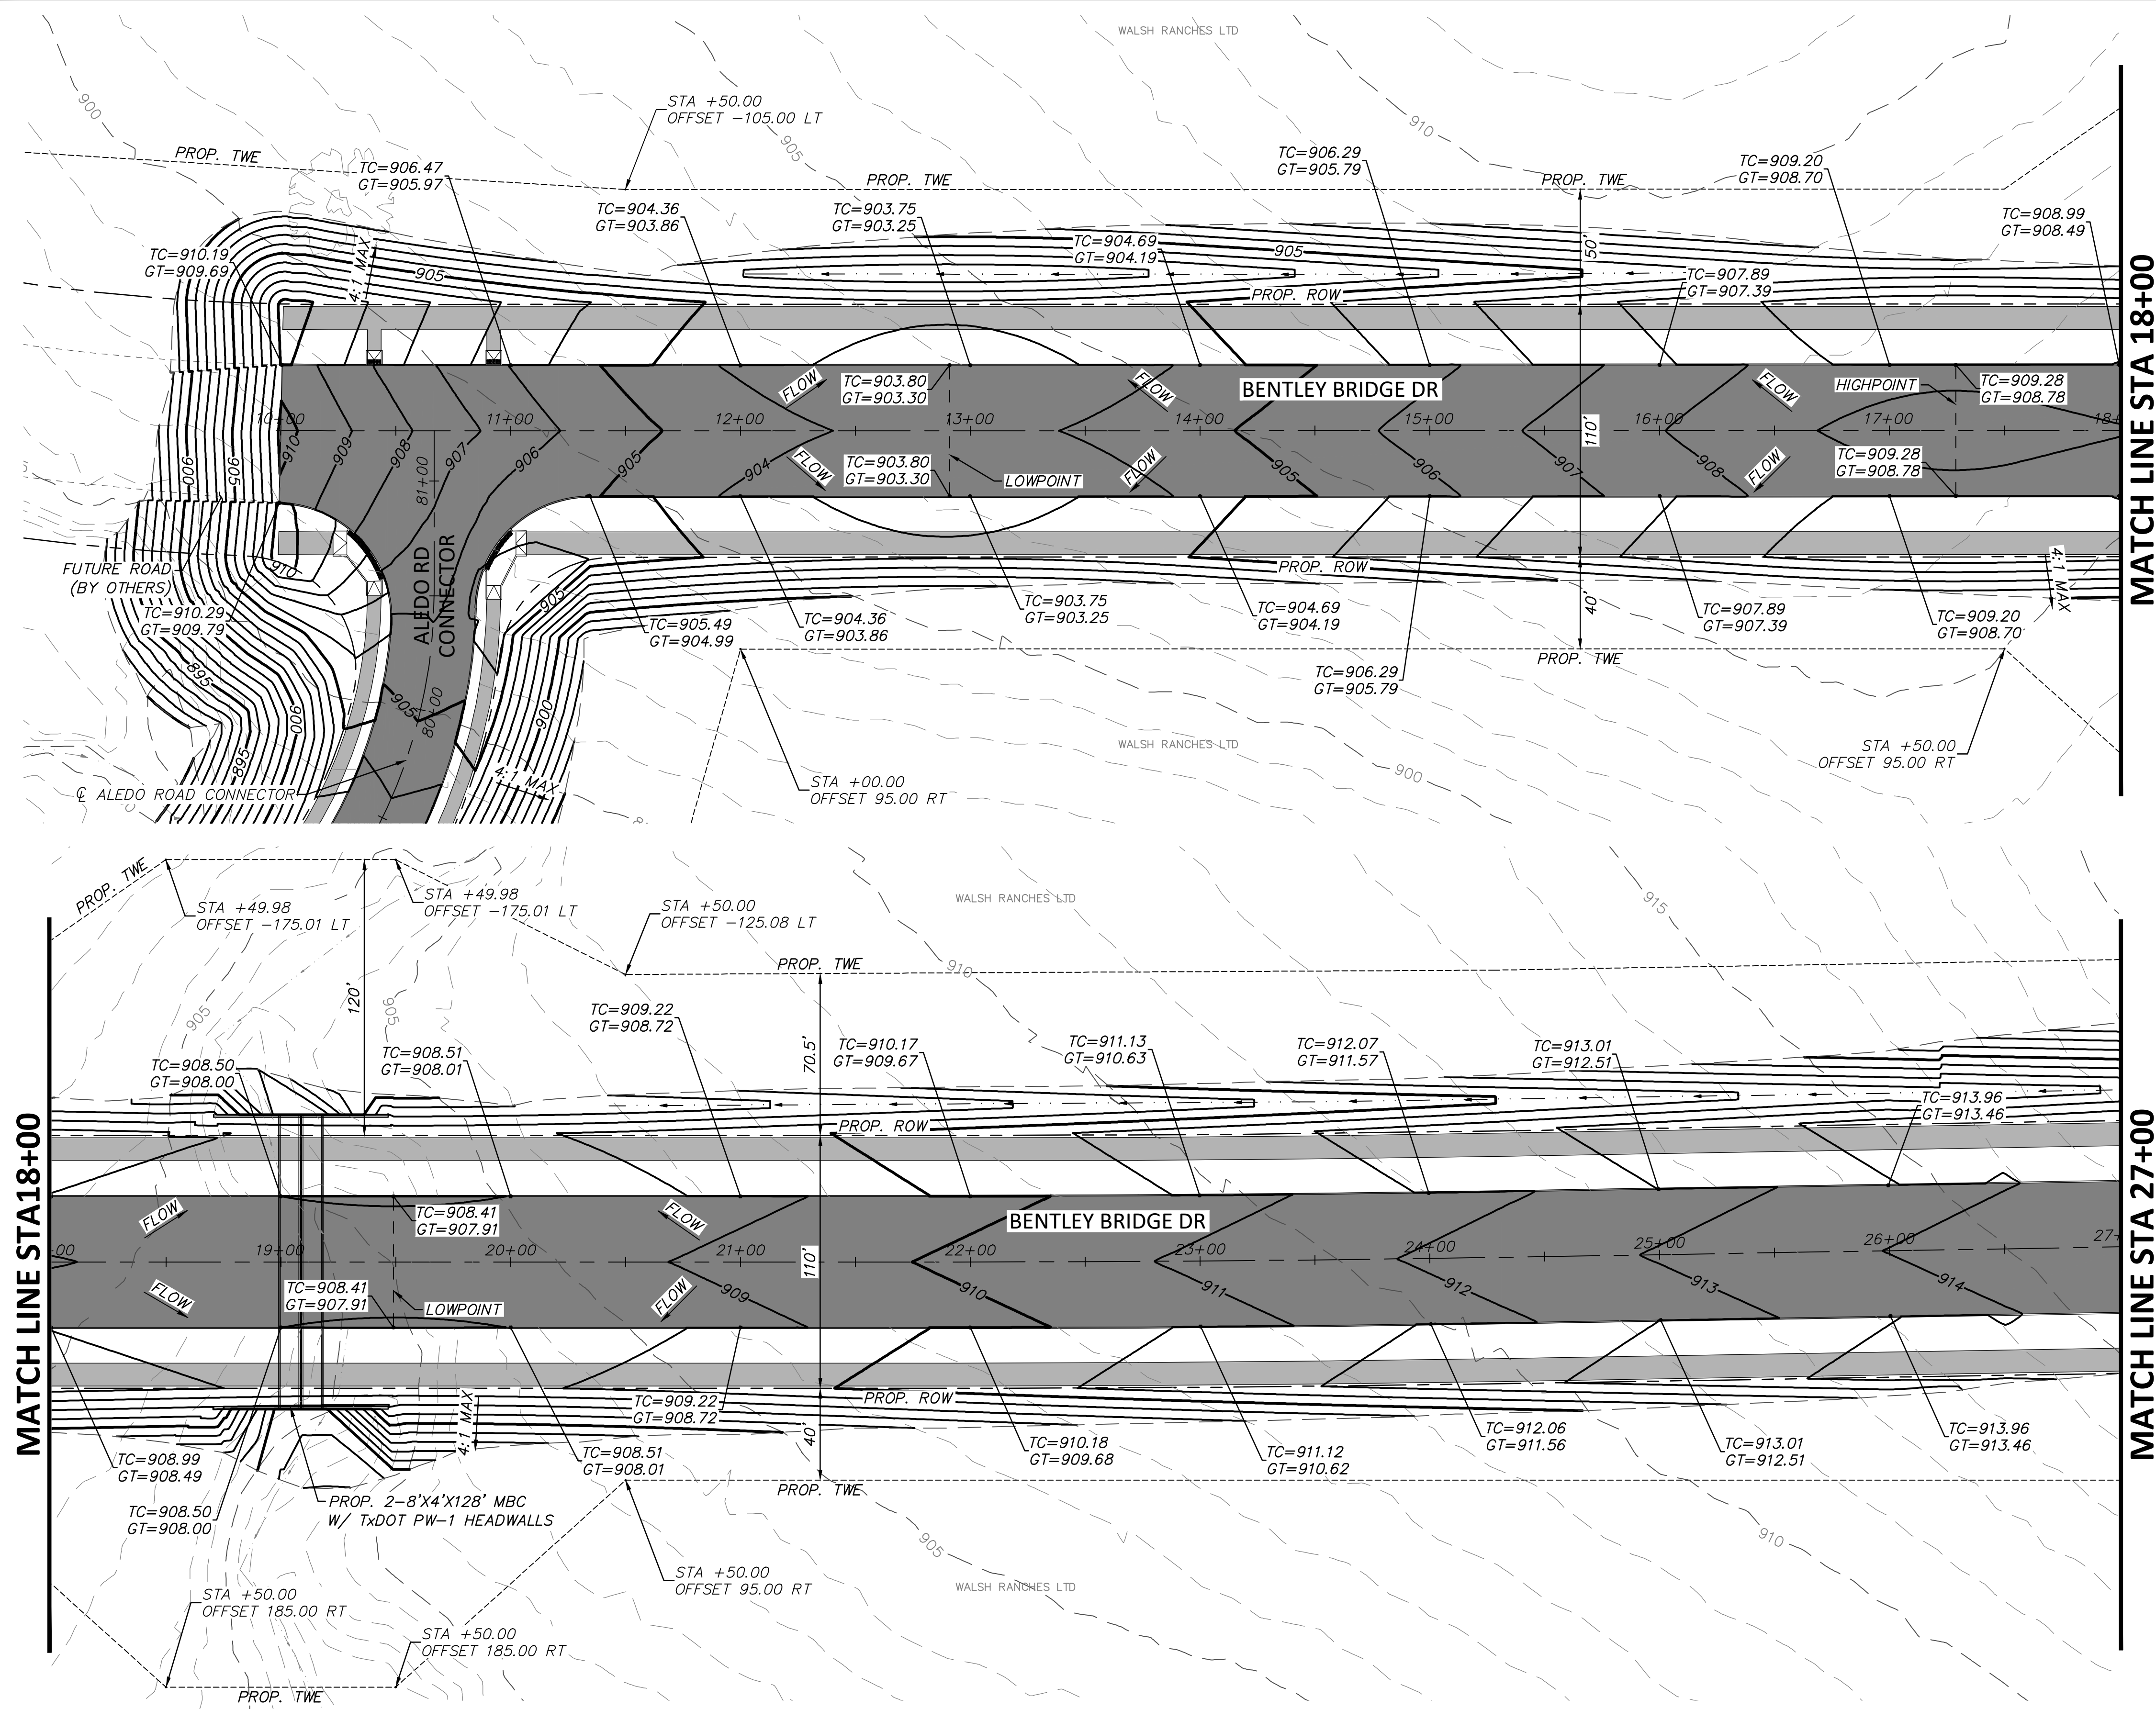 WALSH RANCHES LTD
900
STA +50.00
OFFSET -105.00 LT
905
910
PROP. TWE
TC=906.47
GT=905.97
PROP. TWE
TC=906.29
GT=905.79
PROP. TWE
TC=909.20
GT=908.70
TC=904.36
GT=903.86
TC=903.75
GT=903.25
TC=908.99
GT=908.49
TC=910.19
GT=909.69
4:1 MAX
905
TC=904.69
GT=904.19
905
50'
TC=907.89
GT=907.39
PROP. ROW
MATCH LINE STA 18+00
FLOW
TC=903.80
GT=903.30
FLOW
BENTLEY BRIDGE DR
FLOW
HIGHPOINT
TC=909.28
GT=908.78
10+00
11+00
12+00
13+00
14+00
15+00
16+00
17+00
18+
110'
910
909
908
907
906
905
904
905
906
907
908
900
905
81+00
FLOW
TC=903.80
GT=903.30
LOWPOINT
FLOW
FLOW
TC=909.28
GT=908.78
ALEDO RD
CONNECTOR
FUTURE ROAD
(BY OTHERS)
910
PROP. ROW
4:1 MAX
905
40'
TC=910.29
GT=909.79
TC=905.49
GT=904.99
TC=904.36
GT=903.86
TC=903.75
GT=903.25
TC=904.69
GT=904.19
TC=907.89
GT=907.39
TC=909.20
GT=908.70
PROP. TWE
TC=906.29
GT=905.79
895
905
80+00
900
900
895
WALSH RANCHES LTD
STA +50.00
OFFSET 95.00 RT
900
4:1 MAX
℄ ALEDO ROAD CONNECTOR
STA +00.00
OFFSET 95.00 RT
PROP. TWE
STA +49.98
OFFSET -175.01 LT
STA +49.98
OFFSET -175.01 LT
STA +50.00
OFFSET -125.08 LT
WALSH RANCHES LTD
915
PROP. TWE
910
120'
905
905
70.5'
TC=909.22
GT=908.72
TC=908.50
GT=908.00
TC=908.51
GT=908.01
TC=910.17
GT=909.67
TC=911.13
GT=910.63
TC=912.07
GT=911.57
TC=913.01
GT=912.51
TC=913.96
GT=913.46
PROP. ROW
MATCH LINE STA18+00
MATCH LINE STA 27+00
FLOW
TC=908.41
GT=907.91
FLOW
BENTLEY BRIDGE DR
00
19+00
20+00
21+00
22+00
23+00
24+00
25+00
26+00
27+
110'
FLOW
TC=908.41
GT=907.91
LOWPOINT
FLOW
909
910
911
912
913
914
4:1 MAX
TC=909.22
GT=908.72
PROP. ROW
40'
TC=908.99
GT=908.49
TC=908.51
GT=908.01
TC=910.18
GT=909.68
TC=911.12
GT=910.62
TC=912.06
GT=911.56
TC=913.01
GT=912.51
TC=913.96
GT=913.46
PROP. TWE
TC=908.50
GT=908.00
PROP. 2-8'X4'X128' MBC
W/ TxDOT PW-1 HEADWALLS
905
910
STA +50.00
OFFSET 95.00 RT
WALSH RANCHES LTD
STA +50.00
OFFSET 185.00 RT
STA +50.00
OFFSET 185.00 RT
PROP. TWE